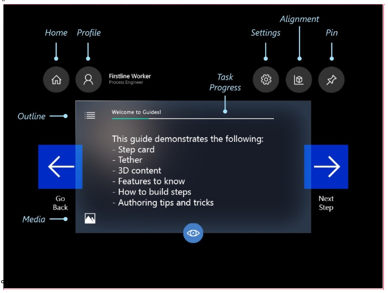 Alignment
Home
Profile
Settings
Pin
Firstline Worker
Process Engineer
Task
Progress
Outline
Welcome to Guides!
This guide demonstrates the following:
- Step card
- Tether
- 3D content
- Features to know
- How to build steps
- Authoring tips and tricks
Go
Back
Next
Step
Media